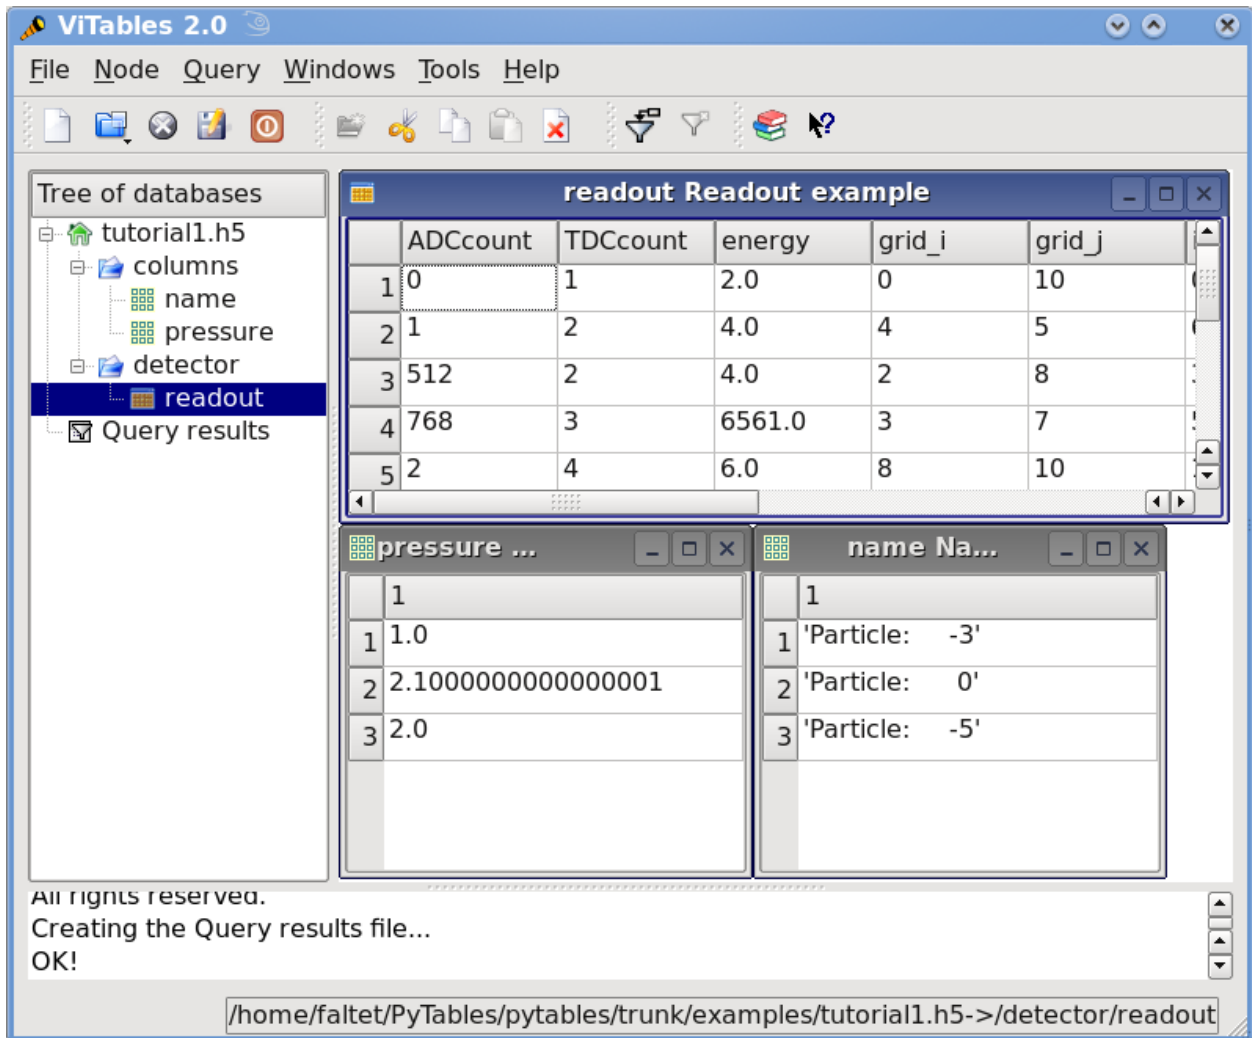 ViTables 2.0
File Node Query Windows Tools Help
Tree of databases
tutorial1.h5
columns
name
pressure
detector
readout
Query results
readout Readout example
ADCcount TDCcount energy grid_i grid_j
1 0 1 2.0 0 10
2 1 2 4.0 4 5
3 512 2 4.0 2 8
4 768 3 6561.0 3 7
5 2 4 6.0 8 10
pressure ...
1
1 1.0
2 2.1000000000000001
3 2.0
name Na...
1
1 'Particle:     -3'
2 'Particle:      0'
3 'Particle:     -5'
All rights reserved.
Creating the Query results file...
OK!
/home/faltet/PyTables/pytables/trunk/examples/tutorial1.h5->/detector/readout